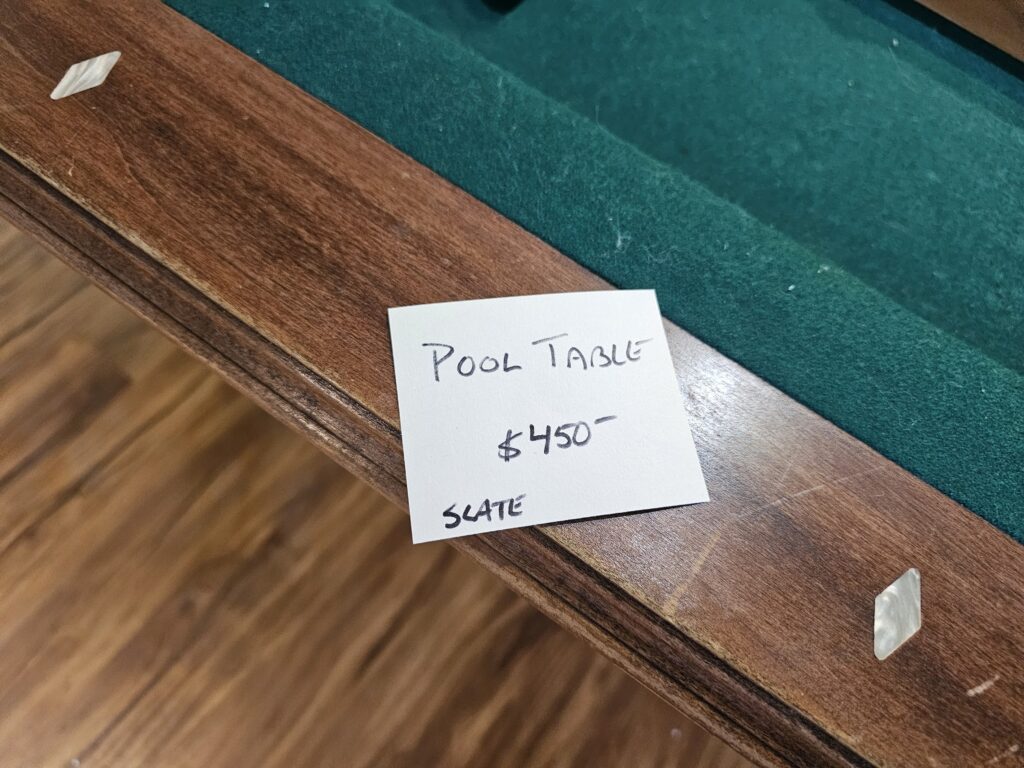 POOL TABLE
$450-
SLATE